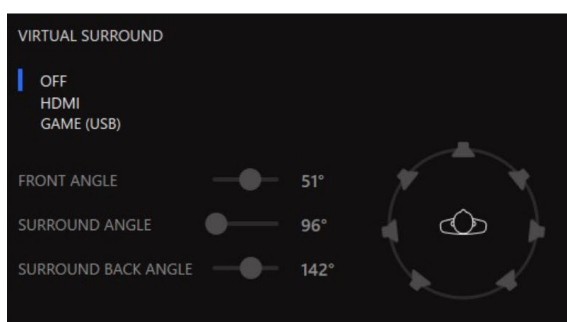 VIRTUAL SURROUND
OFF
HDMI
GAME (USB)
FRONT ANGLE 51°
SURROUND ANGLE 96°
SURROUND BACK ANGLE 142°